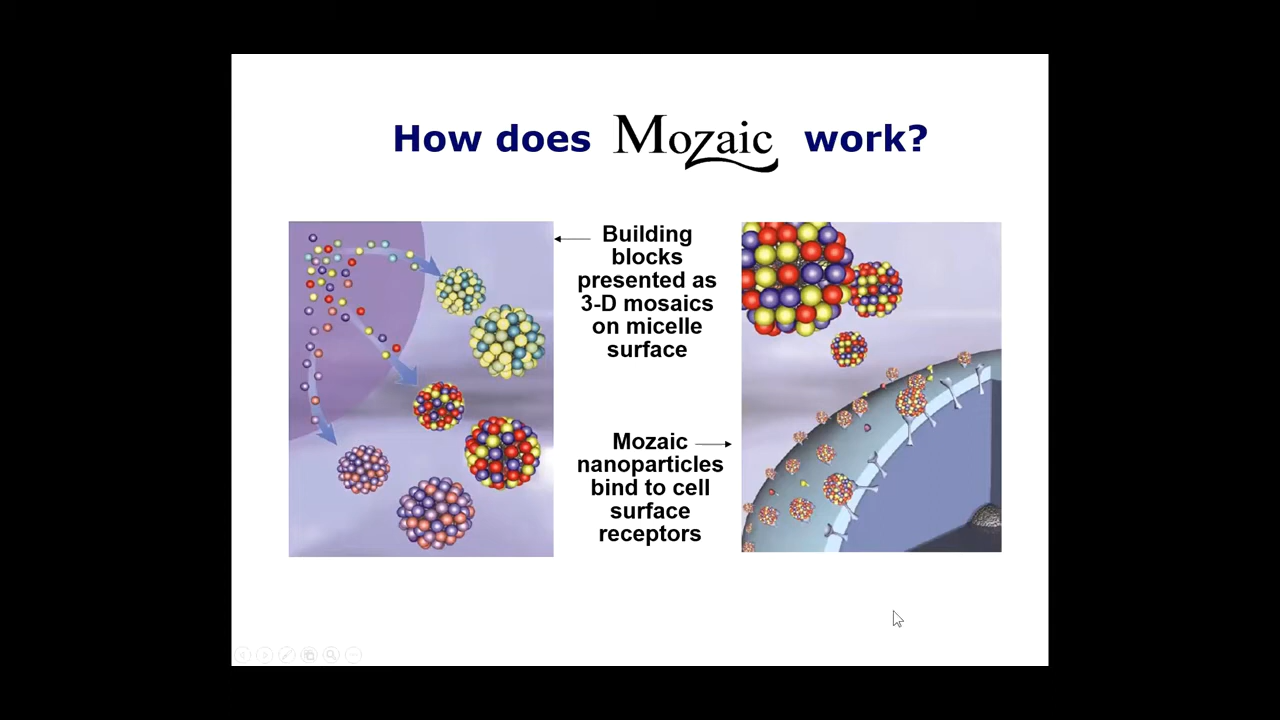 How does Mozaic work?
Building
blocks
presented as
3-D mosaics
on micelle
surface
Mozaic
nanoparticles
bind to cell
surface
receptors